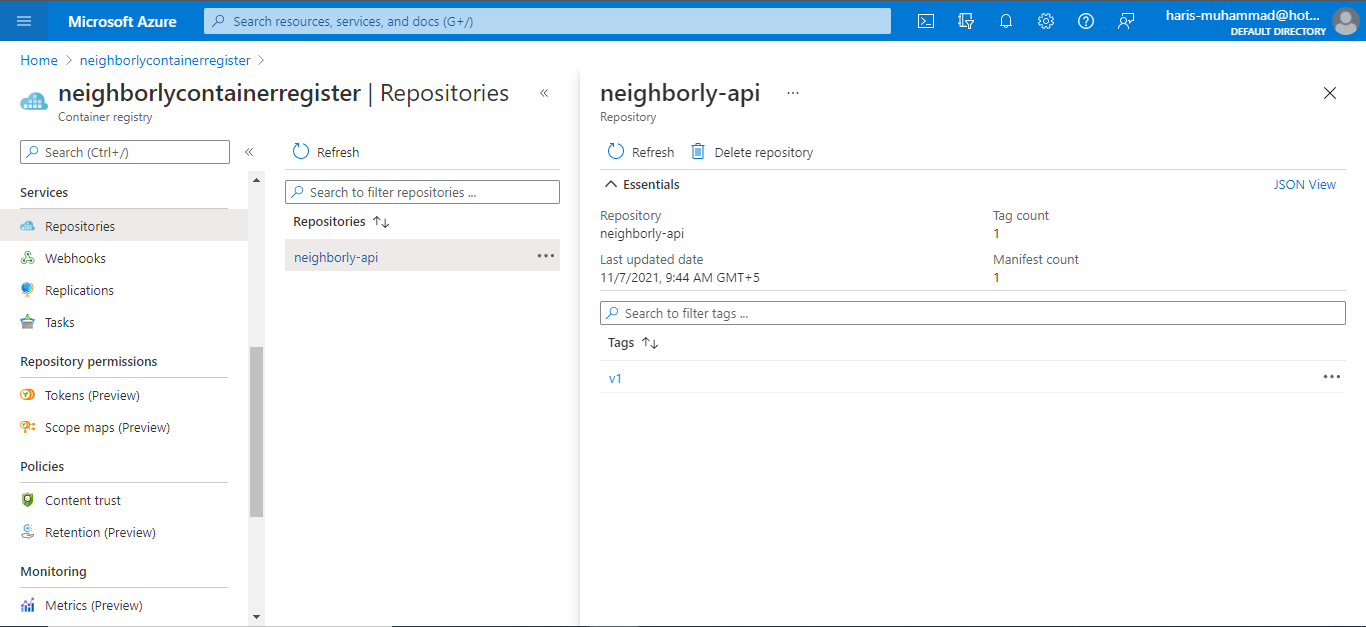 Microsoft Azure
Search resources, services, and docs (G+/)
haris-muhammad@hot...
DEFAULT DIRECTORY
Home > neighborlycontainerregister >
neighborlycontainerregister | Repositories
Container registry
Search (Ctrl+/)
Services
Repositories
Webhooks
Replications
Tasks
Repository permissions
Tokens (Preview)
Scope maps (Preview)
Policies
Content trust
Retention (Preview)
Monitoring
Metrics (Preview)
Refresh
Search to filter repositories ...
Repositories ↑↓
neighborly-api
neighborly-api
Repository
Refresh
Delete repository
Essentials
JSON View
Repository
neighborly-api
Tag count
1
Last updated date
11/7/2021, 9:44 AM GMT+5
Manifest count
1
Search to filter tags ...
Tags ↑↓
v1